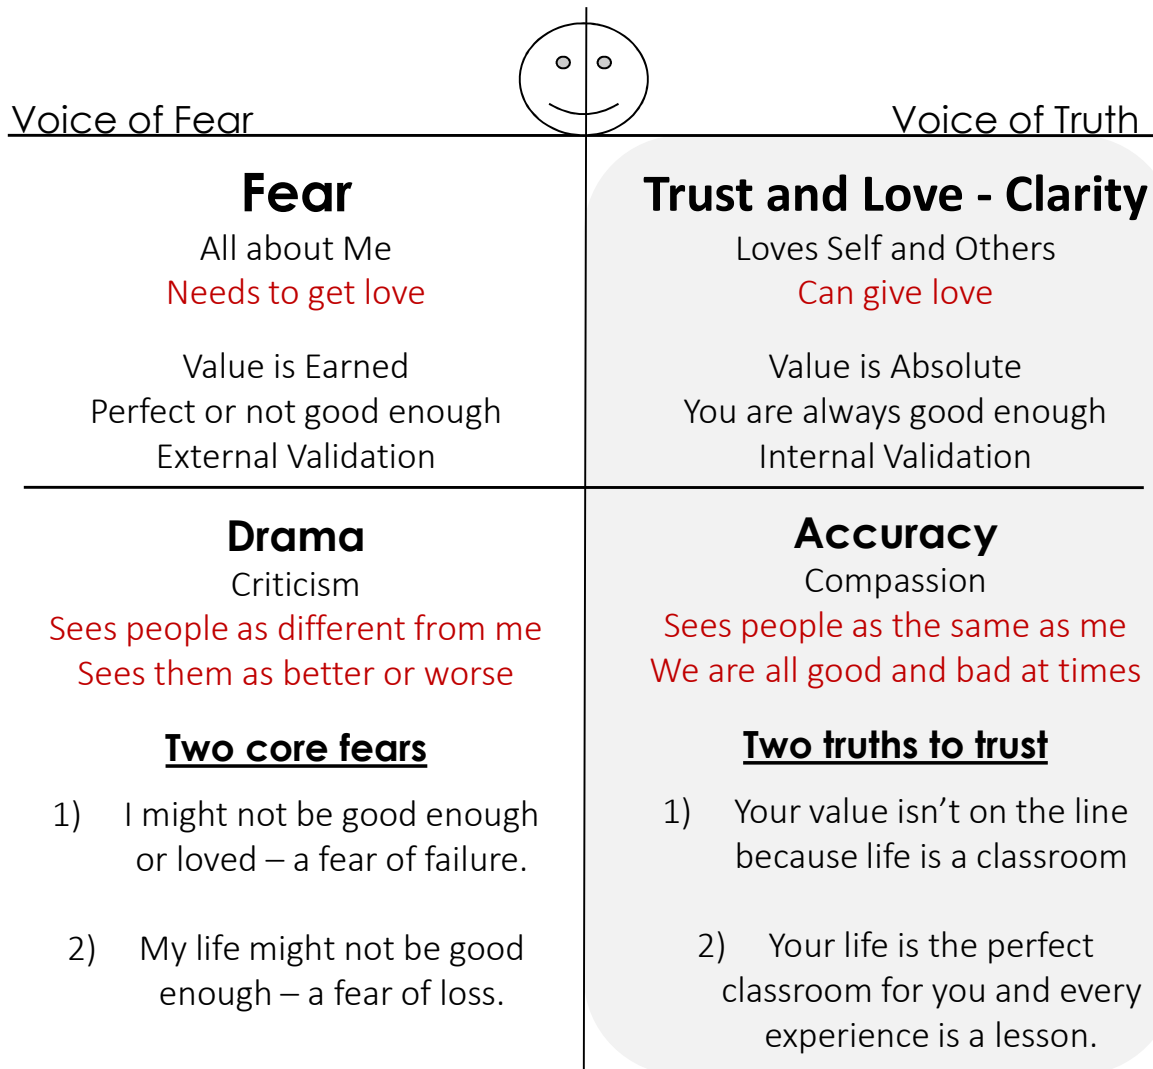 Voice of Fear
Voice of Truth
Fear
All about Me
Needs to get love
Value is Earned
Perfect or not good enough
External Validation
Trust and Love - Clarity
Loves Self and Others
Can give love
Value is Absolute
You are always good enough
Internal Validation
Drama
Criticism
Sees people as different from me
Sees them as better or worse
Two core fears
1) I might not be good enough
or loved – a fear of failure.
2) My life might not be good
enough – a fear of loss.
Accuracy
Compassion
Sees people as the same as me
We are all good and bad at times
Two truths to trust
1) Your value isn’t on the line
because life is a classroom
2) Your life is the perfect
classroom for you and every
experience is a lesson.